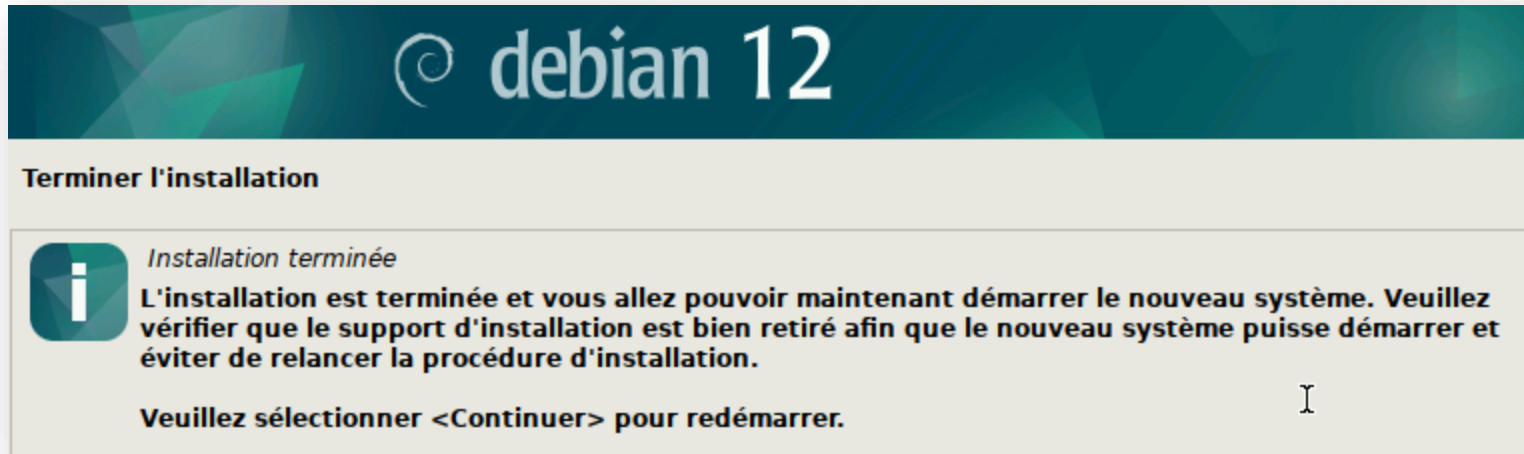 debian 12
Terminer l'installation
Installation terminée
L'installation est terminée et vous allez pouvoir maintenant démarrer le nouveau système. Veuillez
vérifier que le support d'installation est bien retiré afin que le nouveau système puisse démarrer et
éviter de relancer la procédure d'installation.
Veuillez sélectionner <Continuer> pour redémarrer.